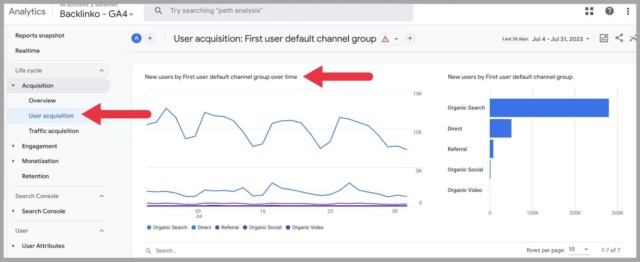 Analytics
All accounts > Backlinko
Backlinko - GA4
Try searching "path analysis"
Reports snapshot
Realtime
Life cycle
Acquisition
Overview
User acquisition
Traffic acquisition
Engagement
Monetization
Retention
Search Console
Search Console
User
User Attributes
A
User acquisition: First user default channel group
Last 28 days
Jul 4 - Jul 31, 2023
New users by First user default channel group over time
15K
10K
5K
0
09
Jul
16
23
30
Organic Search
Direct
Referral
Organic Social
Organic Video
New users by First user default channel group
Organic Search
Direct
Referral
Organic Social
Organic Video
0
100K
200K
300K
Search...
Rows per page:
10
1-7 of 7